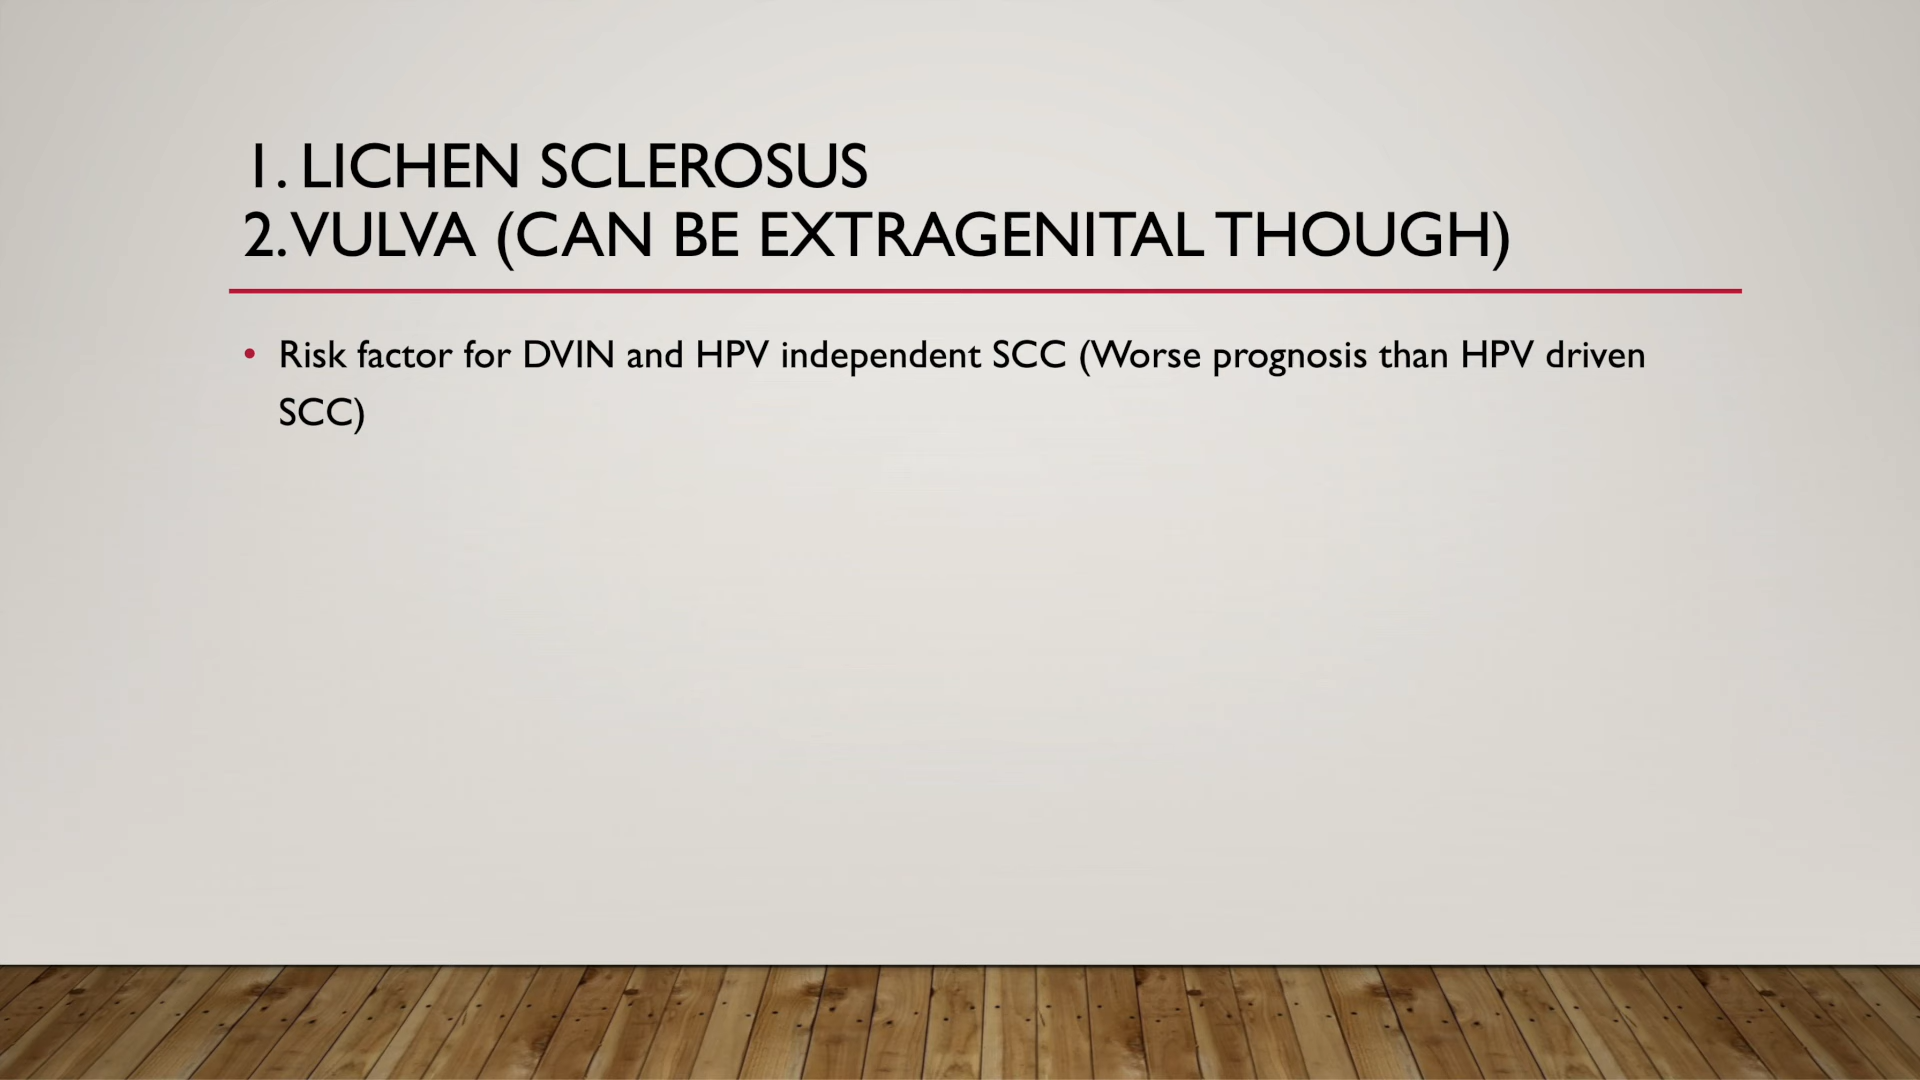 1. LICHEN SCLEROSUS
2. VULVA (CAN BE EXTRAGENITAL THOUGH)
• Risk factor for DVIN and HPV independent SCC (Worse prognosis than HPV driven
SCC)